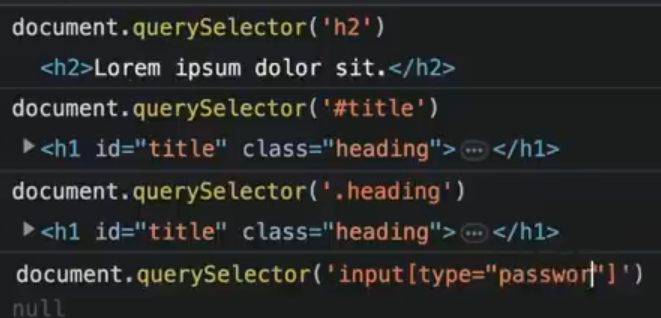 document.querySelector('h2')
<h2>Lorem ipsum dolor sit.</h2>
document.querySelector('#title')
▶<h1 id="title" class="heading">⋯</h1>
document.querySelector('.heading')
▶<h1 id="title" class="heading">⋯</h1>
document.querySelector('input[type="passwor"]')
null